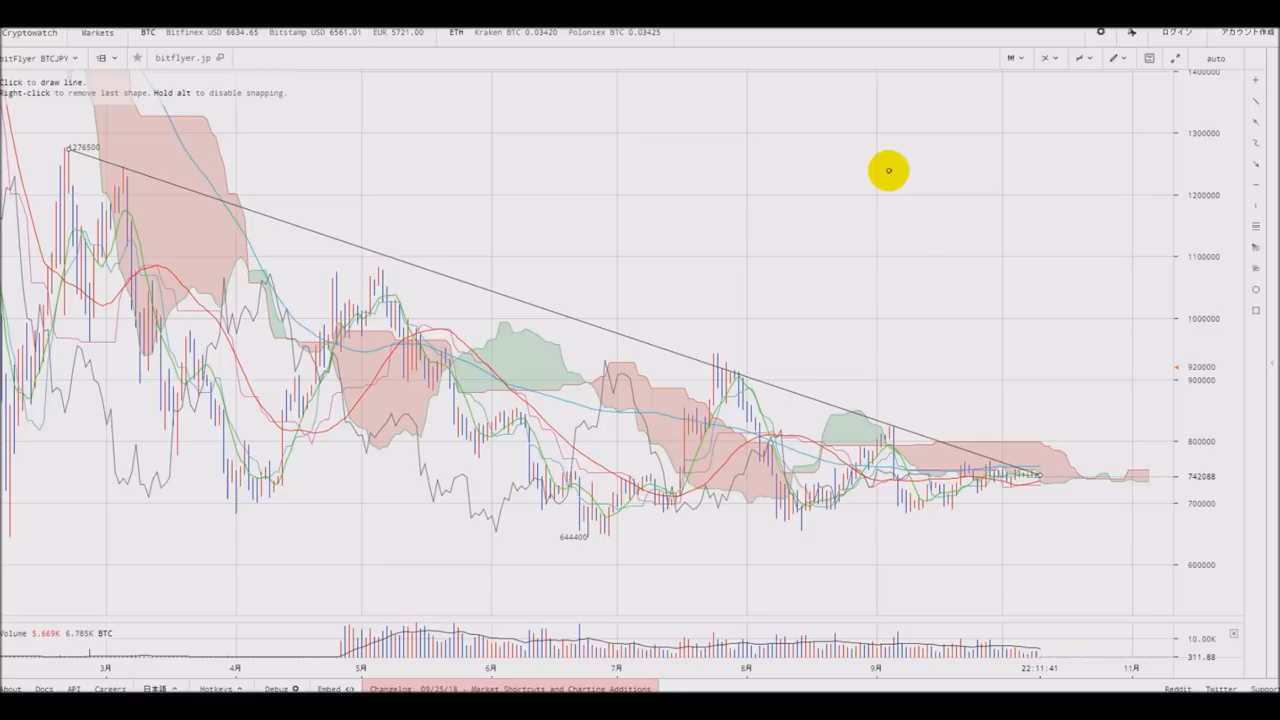 Cryptowatch Markets BTC Bitfinex USD 6634.65 Bitstamp USD 6561.01 EUR 5721.00 ETH Kraken BTC 0.03420 Poloniex BTC 0.03425 ログイン アカウント作成
bitFlyer BTCJPY 1日 bitflyer.jp auto
Click to draw line.
Right-click to remove last shape. Hold alt to disable snapping.
1400000
1300000
1276500
1200000
1100000
1000000
920000
900000
800000
742088
700000
644400
600000
Volume 5.669K 6.785K BTC
10.00K
311.88
3月 4月 5月 6月 7月 8月 9月 22:11:41 11月
About Docs API Careers 日本語 Hotkeys Debug Embed Changelog: 09/25/18 - Market Shortcuts and Charting Additions Reddit Twitter Support